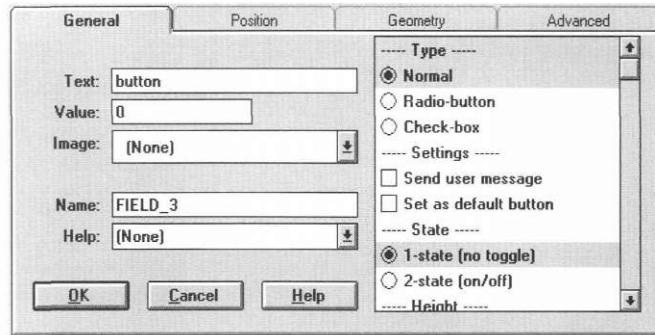 General Position Geometry Advanced
Text: button
Value: 0
Image: (None)
Name: FIELD_3
Help: (None)
OK Cancel Help
----- Type -----
Normal
Radio-button
Check-box
----- Settings -----
Send user message
Set as default button
----- State -----
1-state (no toggle)
2-state (on/off)
----- Height -----